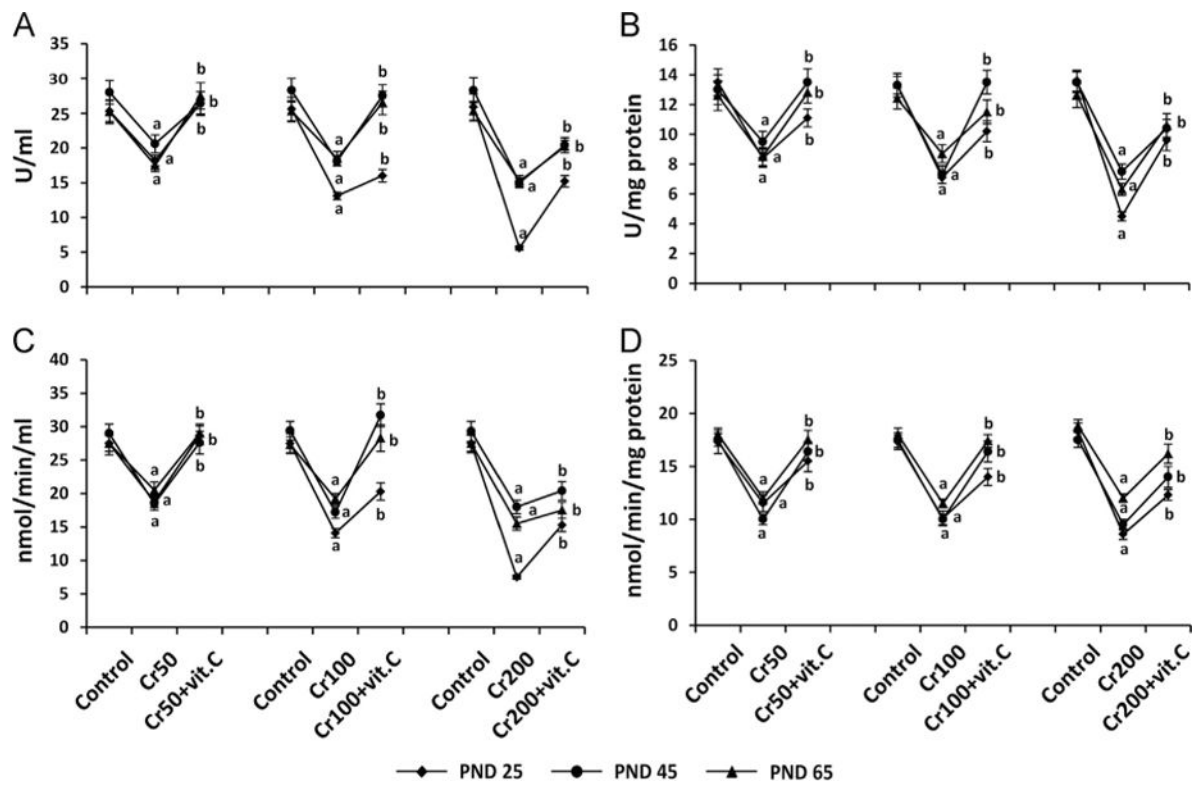 A
U/ml
35
30
25
20
15
10
5
0
a
a
a
b
b
b
a
a
b
b
b
a
a
a
b
b
b
B
U/mg protein
16
14
12
10
8
6
4
2
0
a
a
a
b
b
b
a
a
a
b
b
b
a
a
a
b
b
b
C
nmol/min/ml
40
35
30
25
20
15
10
5
0
a
a
a
b
b
b
a
a
a
b
b
b
a
a
a
b
b
b
Control
Cr50
Cr50+vit.C
Control
Cr100
Cr100+vit.C
Control
Cr200
Cr200+vit.C
D
nmol/min/mg protein
25
20
15
10
5
0
a
a
a
b
b
b
a
a
a
b
b
b
a
a
a
b
b
b
Control
Cr50
Cr50+vit.C
Control
Cr100
Cr100+vit.C
Control
Cr200
Cr200+vit.C
PND 25 PND 45 PND 65